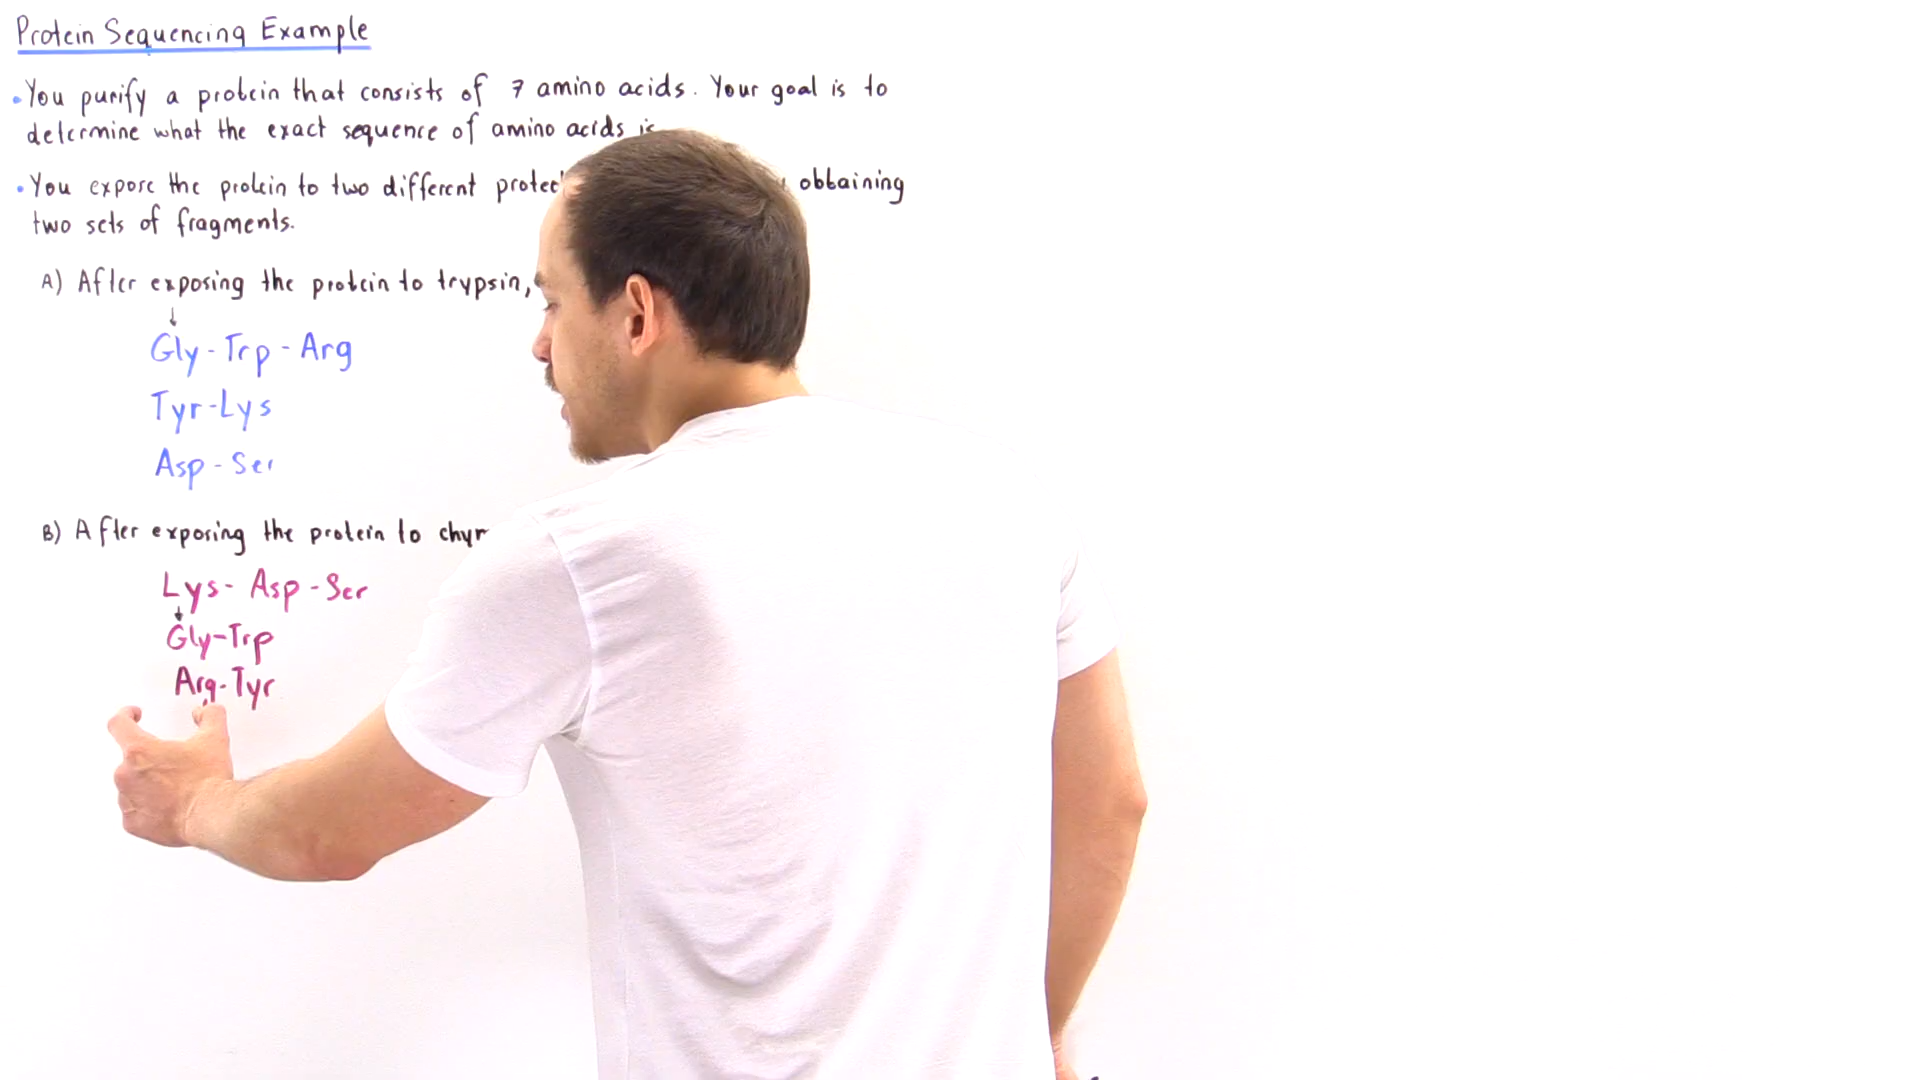 Protein Sequencing Example
• You purify a protein that consists of 7 amino acids. Your goal is to
determine what the exact sequence of amino acids is
• You expose the protein to two different obtaining
two sets of fragments.
A) After exposing the protein to trypsin,
↓
Gly - Trp - Arg
Tyr - Lys
Asp - Ser
B) After exposing the protein to
Lys - Asp - Ser
↓
Gly - Trp
Arg - Tyr